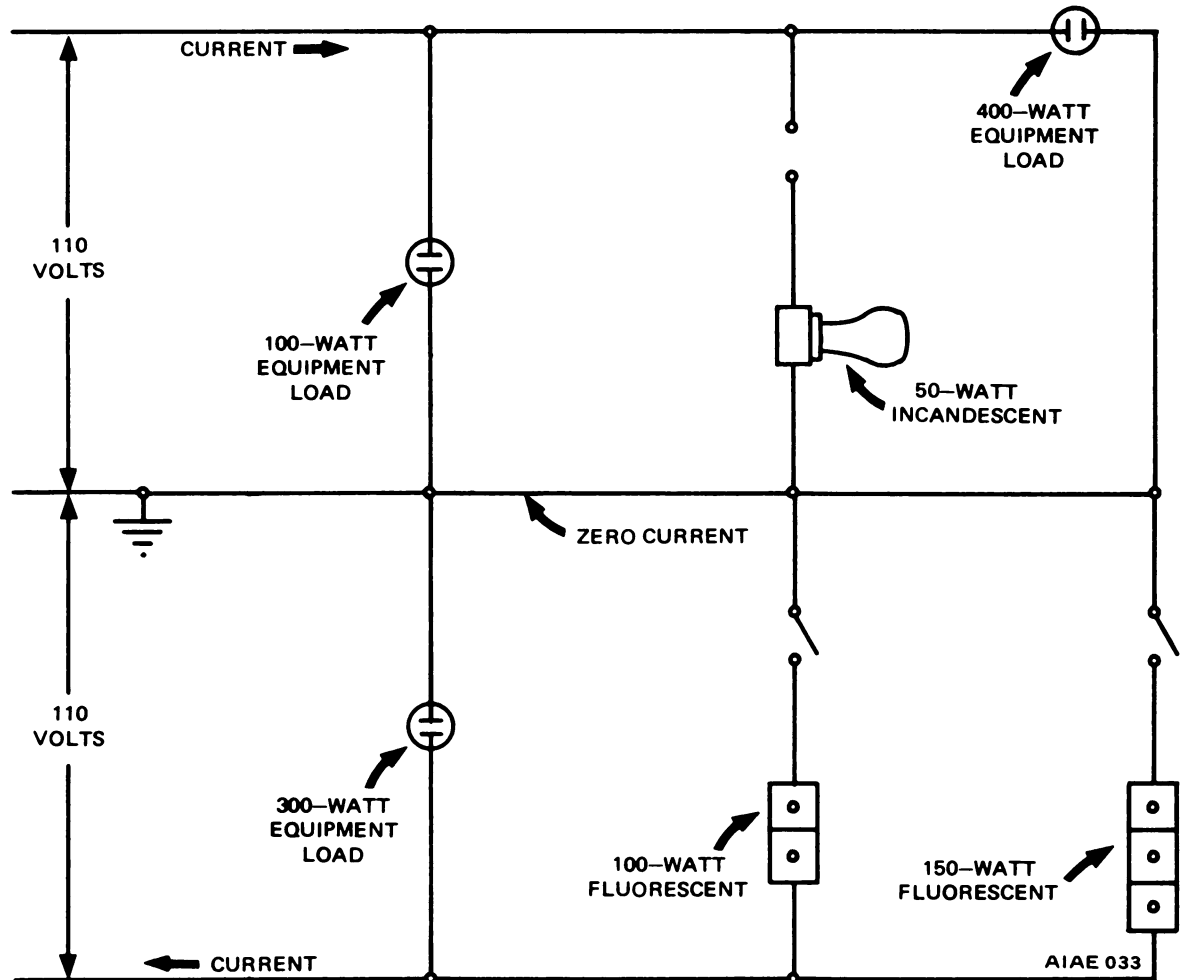 CURRENT
400-WATT
EQUIPMENT
LOAD
110
VOLTS
100-WATT
EQUIPMENT
LOAD
50-WATT
INCANDESCENT
ZERO CURRENT
110
VOLTS
300-WATT
EQUIPMENT
LOAD
100-WATT
FLUORESCENT
150-WATT
FLUORESCENT
CURRENT
AIAE 033